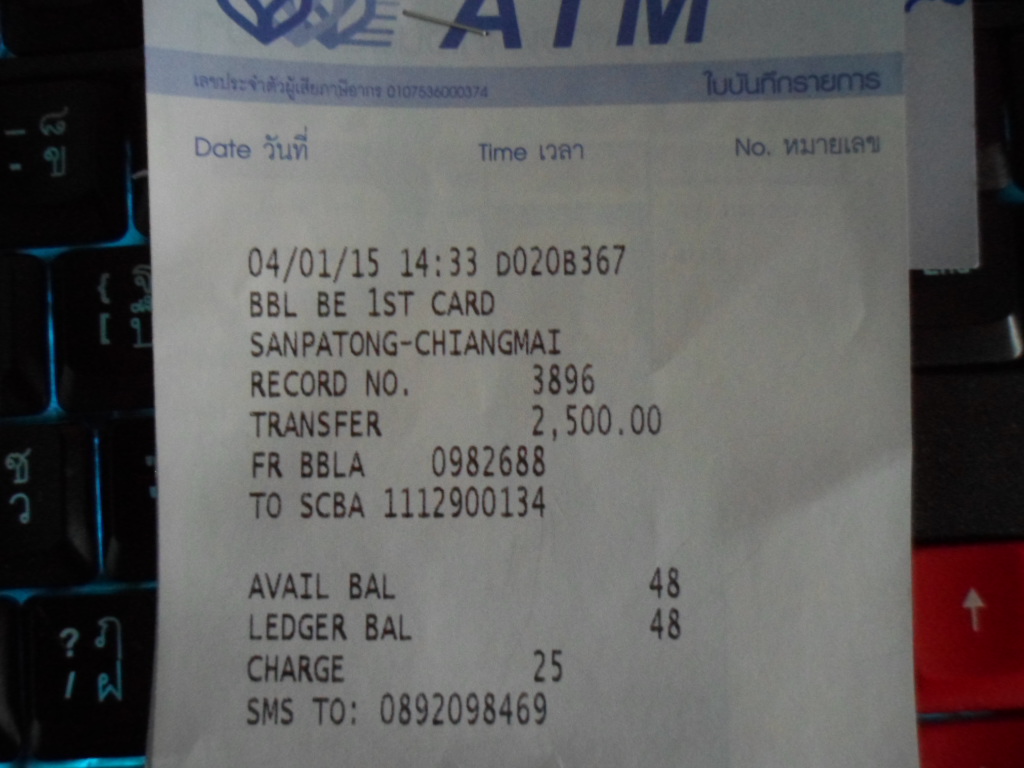 ATM
เลขประจำตัวผู้เสียภาษีอากร 0107536000374 ใบบันทึกรายการ
Date วันที่ Time เวลา No. หมายเลข
04/01/15 14:33 D020B367
BBL BE 1ST CARD
SANPATONG-CHIANGMAI
RECORD NO. 3896
TRANSFER 2,500.00
FR BBLA 0982688
TO SCBA 1112900134
AVAIL BAL 48
LEDGER BAL 48
CHARGE 25
SMS TO: 0892098469
? ฦ
/ ฝ